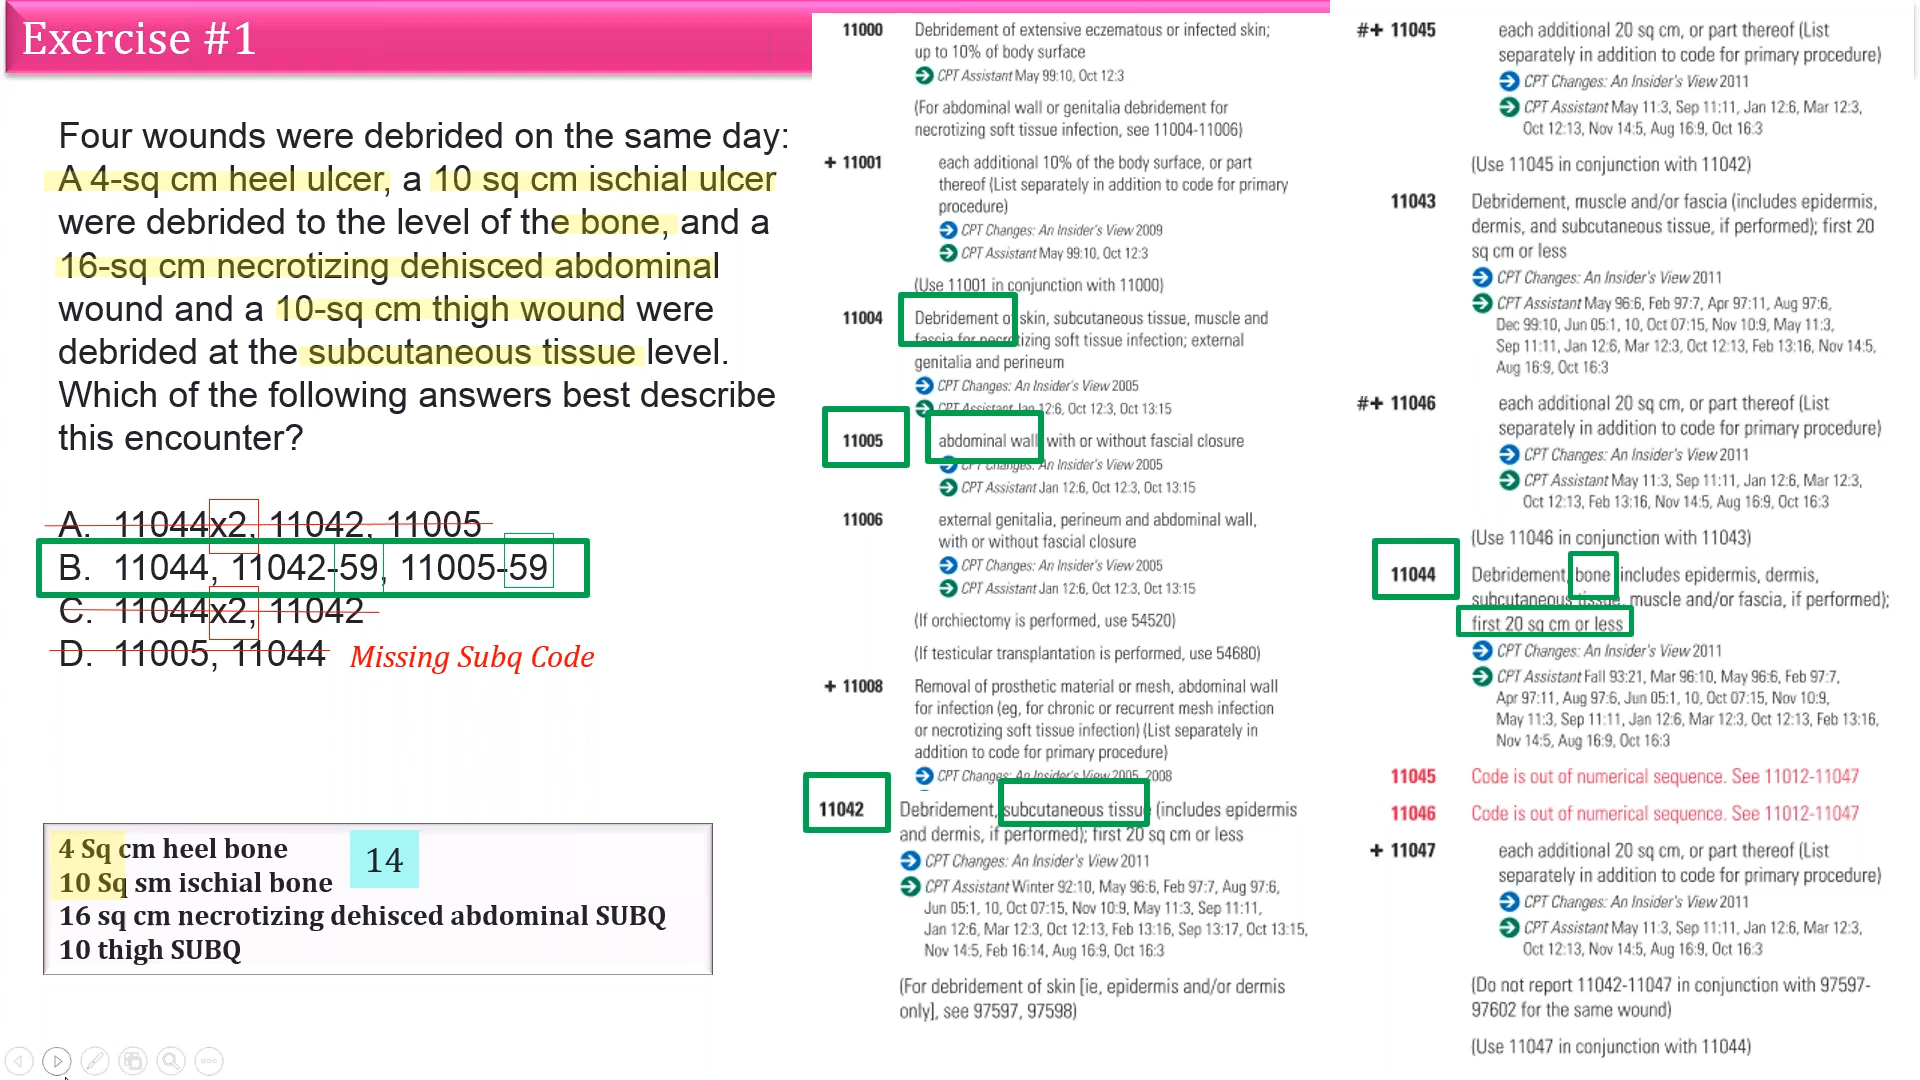 Exercise #1
Four wounds were debrided on the same day:
A 4-sq cm heel ulcer, a 10 sq cm ischial ulcer
were debrided to the level of the bone, and a
16-sq cm necrotizing dehisced abdominal
wound and a 10-sq cm thigh wound were
debrided at the subcutaneous tissue level.
Which of the following answers best describe
this encounter?
A. 11044x2, 11042, 11005
B. 11044, 11042-59, 11005-59
C. 11044x2, 11042
D. 11005, 11044 Missing Subq Code
4 Sq cm heel bone
10 Sq sm ischial bone
14
16 sq cm necrotizing dehisced abdominal SUBQ
10 thigh SUBQ
11000 Debridement of extensive eczematous or infected skin;
up to 10% of body surface
CPT Assistant May 99:10, Oct 12:3
(For abdominal wall or genitalia debridement for
necrotizing soft tissue infection, see 11004-11006)
+ 11001 each additional 10% of the body surface, or part
thereof (List separately in addition to code for primary
procedure)
CPT Changes: An Insider's View 2009
CPT Assistant May 99:10, Oct 12:3
(Use 11001 in conjunction with 11000)
11004 Debridement of skin, subcutaneous tissue, muscle and
fascia for necrotizing soft tissue infection; external
genitalia and perineum
CPT Changes: An Insider's View 2005
CPT Assistant Jan 12:6, Oct 12:3, Oct 13:15
11005 abdominal wall, with or without fascial closure
CPT Changes: An Insider's View 2005
CPT Assistant Jan 12:6, Oct 12:3, Oct 13:15
11006 external genitalia, perineum and abdominal wall,
with or without fascial closure
CPT Changes: An Insider's View 2005
CPT Assistant Jan 12:6, Oct 12:3, Oct 13:15
(If orchiectomy is performed, use 54520)
(If testicular transplantation is performed, use 54680)
+ 11008 Removal of prosthetic material or mesh, abdominal wall
for infection (eg, for chronic or recurrent mesh infection
or necrotizing soft tissue infection) (List separately in
addition to code for primary procedure)
CPT Changes: An Insider's View 2005, 2008
11042 Debridement, subcutaneous tissue (includes epidermis
and dermis, if performed); first 20 sq cm or less
CPT Changes: An Insider's View 2011
CPT Assistant Winter 92:10, May 96:6, Feb 97:7, Aug 97:6,
Jun 05:1, 10, Oct 07:15, Nov 10:9, May 11:3, Sep 11:11,
Jan 12:6, Mar 12:3, Oct 12:13, Feb 13:16, Sep 13:17, Oct 13:15,
Nov 14:5, Feb 16:14, Aug 16:9, Oct 16:3
(For debridement of skin [ie, epidermis and/or dermis
only], see 97597, 97598)
#+ 11045 each additional 20 sq cm, or part thereof (List
separately in addition to code for primary procedure)
CPT Changes: An Insider's View 2011
CPT Assistant May 11:3, Sep 11:11, Jan 12:6, Mar 12:3,
Oct 12:13, Nov 14:5, Aug 16:9, Oct 16:3
(Use 11045 in conjunction with 11042)
11043 Debridement, muscle and/or fascia (includes epidermis,
dermis, and subcutaneous tissue, if performed); first 20
sq cm or less
CPT Changes: An Insider's View 2011
CPT Assistant May 96:6, Feb 97:7, Apr 97:11, Aug 97:6,
Dec 99:10, Jun 05:1, 10, Oct 07:15, Nov 10:9, May 11:3,
Sep 11:11, Jan 12:6, Mar 12:3, Oct 12:13, Feb 13:16, Nov 14:5,
Aug 16:9, Oct 16:3
#+ 11046 each additional 20 sq cm, or part thereof (List
separately in addition to code for primary procedure)
CPT Changes: An Insider's View 2011
CPT Assistant May 11:3, Sep 11:11, Jan 12:6, Mar 12:3,
Oct 12:13, Feb 13:16, Nov 14:5, Aug 16:9, Oct 16:3
(Use 11046 in conjunction with 11043)
11044 Debridement, bone (includes epidermis, dermis,
subcutaneous tissue, muscle and/or fascia, if performed);
first 20 sq cm or less
CPT Changes: An Insider's View 2011
CPT Assistant Fall 93:21, Mar 96:10, May 96:6, Feb 97:7,
Apr 97:11, Aug 97:6, Jun 05:1, 10, Oct 07:15, Nov 10:9,
May 11:3, Sep 11:11, Jan 12:6, Mar 12:3, Oct 12:13, Feb 13:16,
Nov 14:5, Aug 16:9, Oct 16:3
11045 Code is out of numerical sequence. See 11012-11047
11046 Code is out of numerical sequence. See 11012-11047
+ 11047 each additional 20 sq cm, or part thereof (List
separately in addition to code for primary procedure)
CPT Changes: An Insider's View 2011
CPT Assistant May 11:3, Sep 11:11, Jan 12:6, Mar 12:3,
Oct 12:13, Nov 14:5, Aug 16:9, Oct 16:3
(Do not report 11042-11047 in conjunction with 97597-
97602 for the same wound)
(Use 11047 in conjunction with 11044)